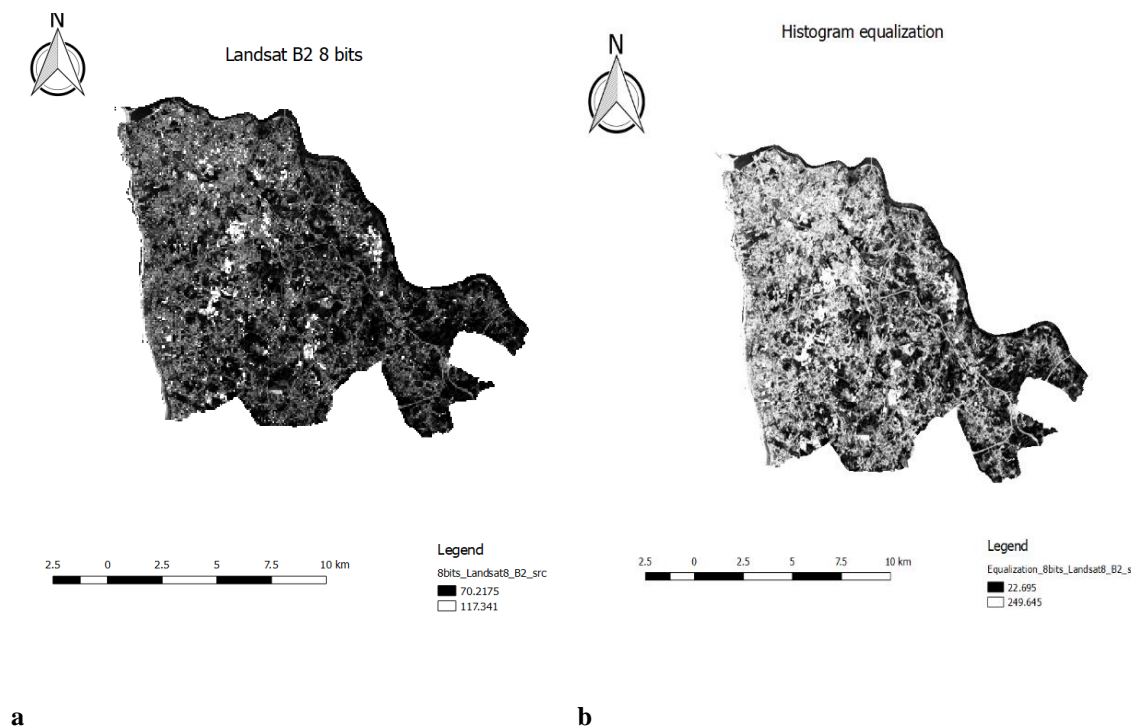 N
Landsat B2 8 bits
2.5 0 2.5 5 7.5 10 km
Legend
8bits_Landsat8_B2_src
70.2175
117.341
a
N
Histogram equalization
2.5 0 2.5 5 7.5 10 km
Legend
Equalization_8bits_Landsat8_B2_s
22.695
249.645
b